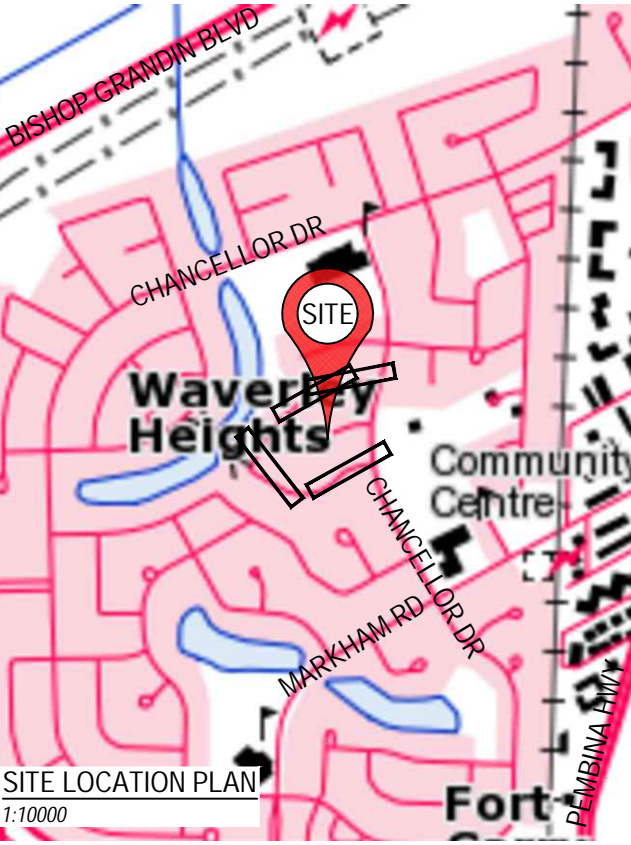 BISHOP GRANDIN BLVD
CHANCELLOR DR
SITE
Waverley
Heights
Community
Centre
CHANCELLOR DR
MARKHAM RD
PEMBINA HWY
SITE LOCATION PLAN
1:10000
Fort